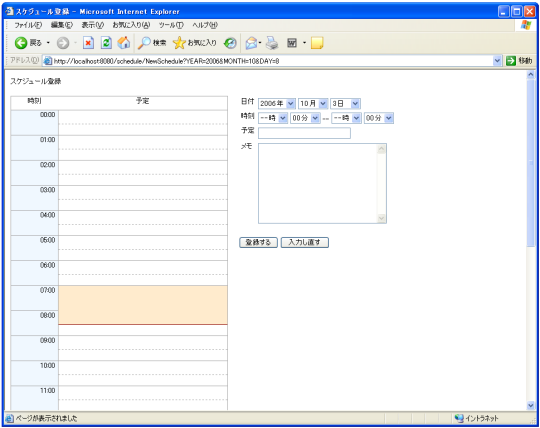 スケジュール登録 - Microsoft Internet Explorer
ファイル(F) 編集(E) 表示(V) お気に入り(A) ツール(T) ヘルプ(H)
戻る 検索 お気に入り
アドレス(D) http://localhost8080/schedule/NewSchedule?YEAR=2006&MONTH=10&DAY=8 移動
スケジュール登録
時刻 予定
00:00
01:00
02:00
03:00
04:00
05:00
06:00
07:00
08:00
09:00
10:00
11:00
日付 2006年 10月 3日
時刻 --時 00分 -- --時 00分
予定
メモ
登録する 入力し直す
ページが表示されました イントラネット